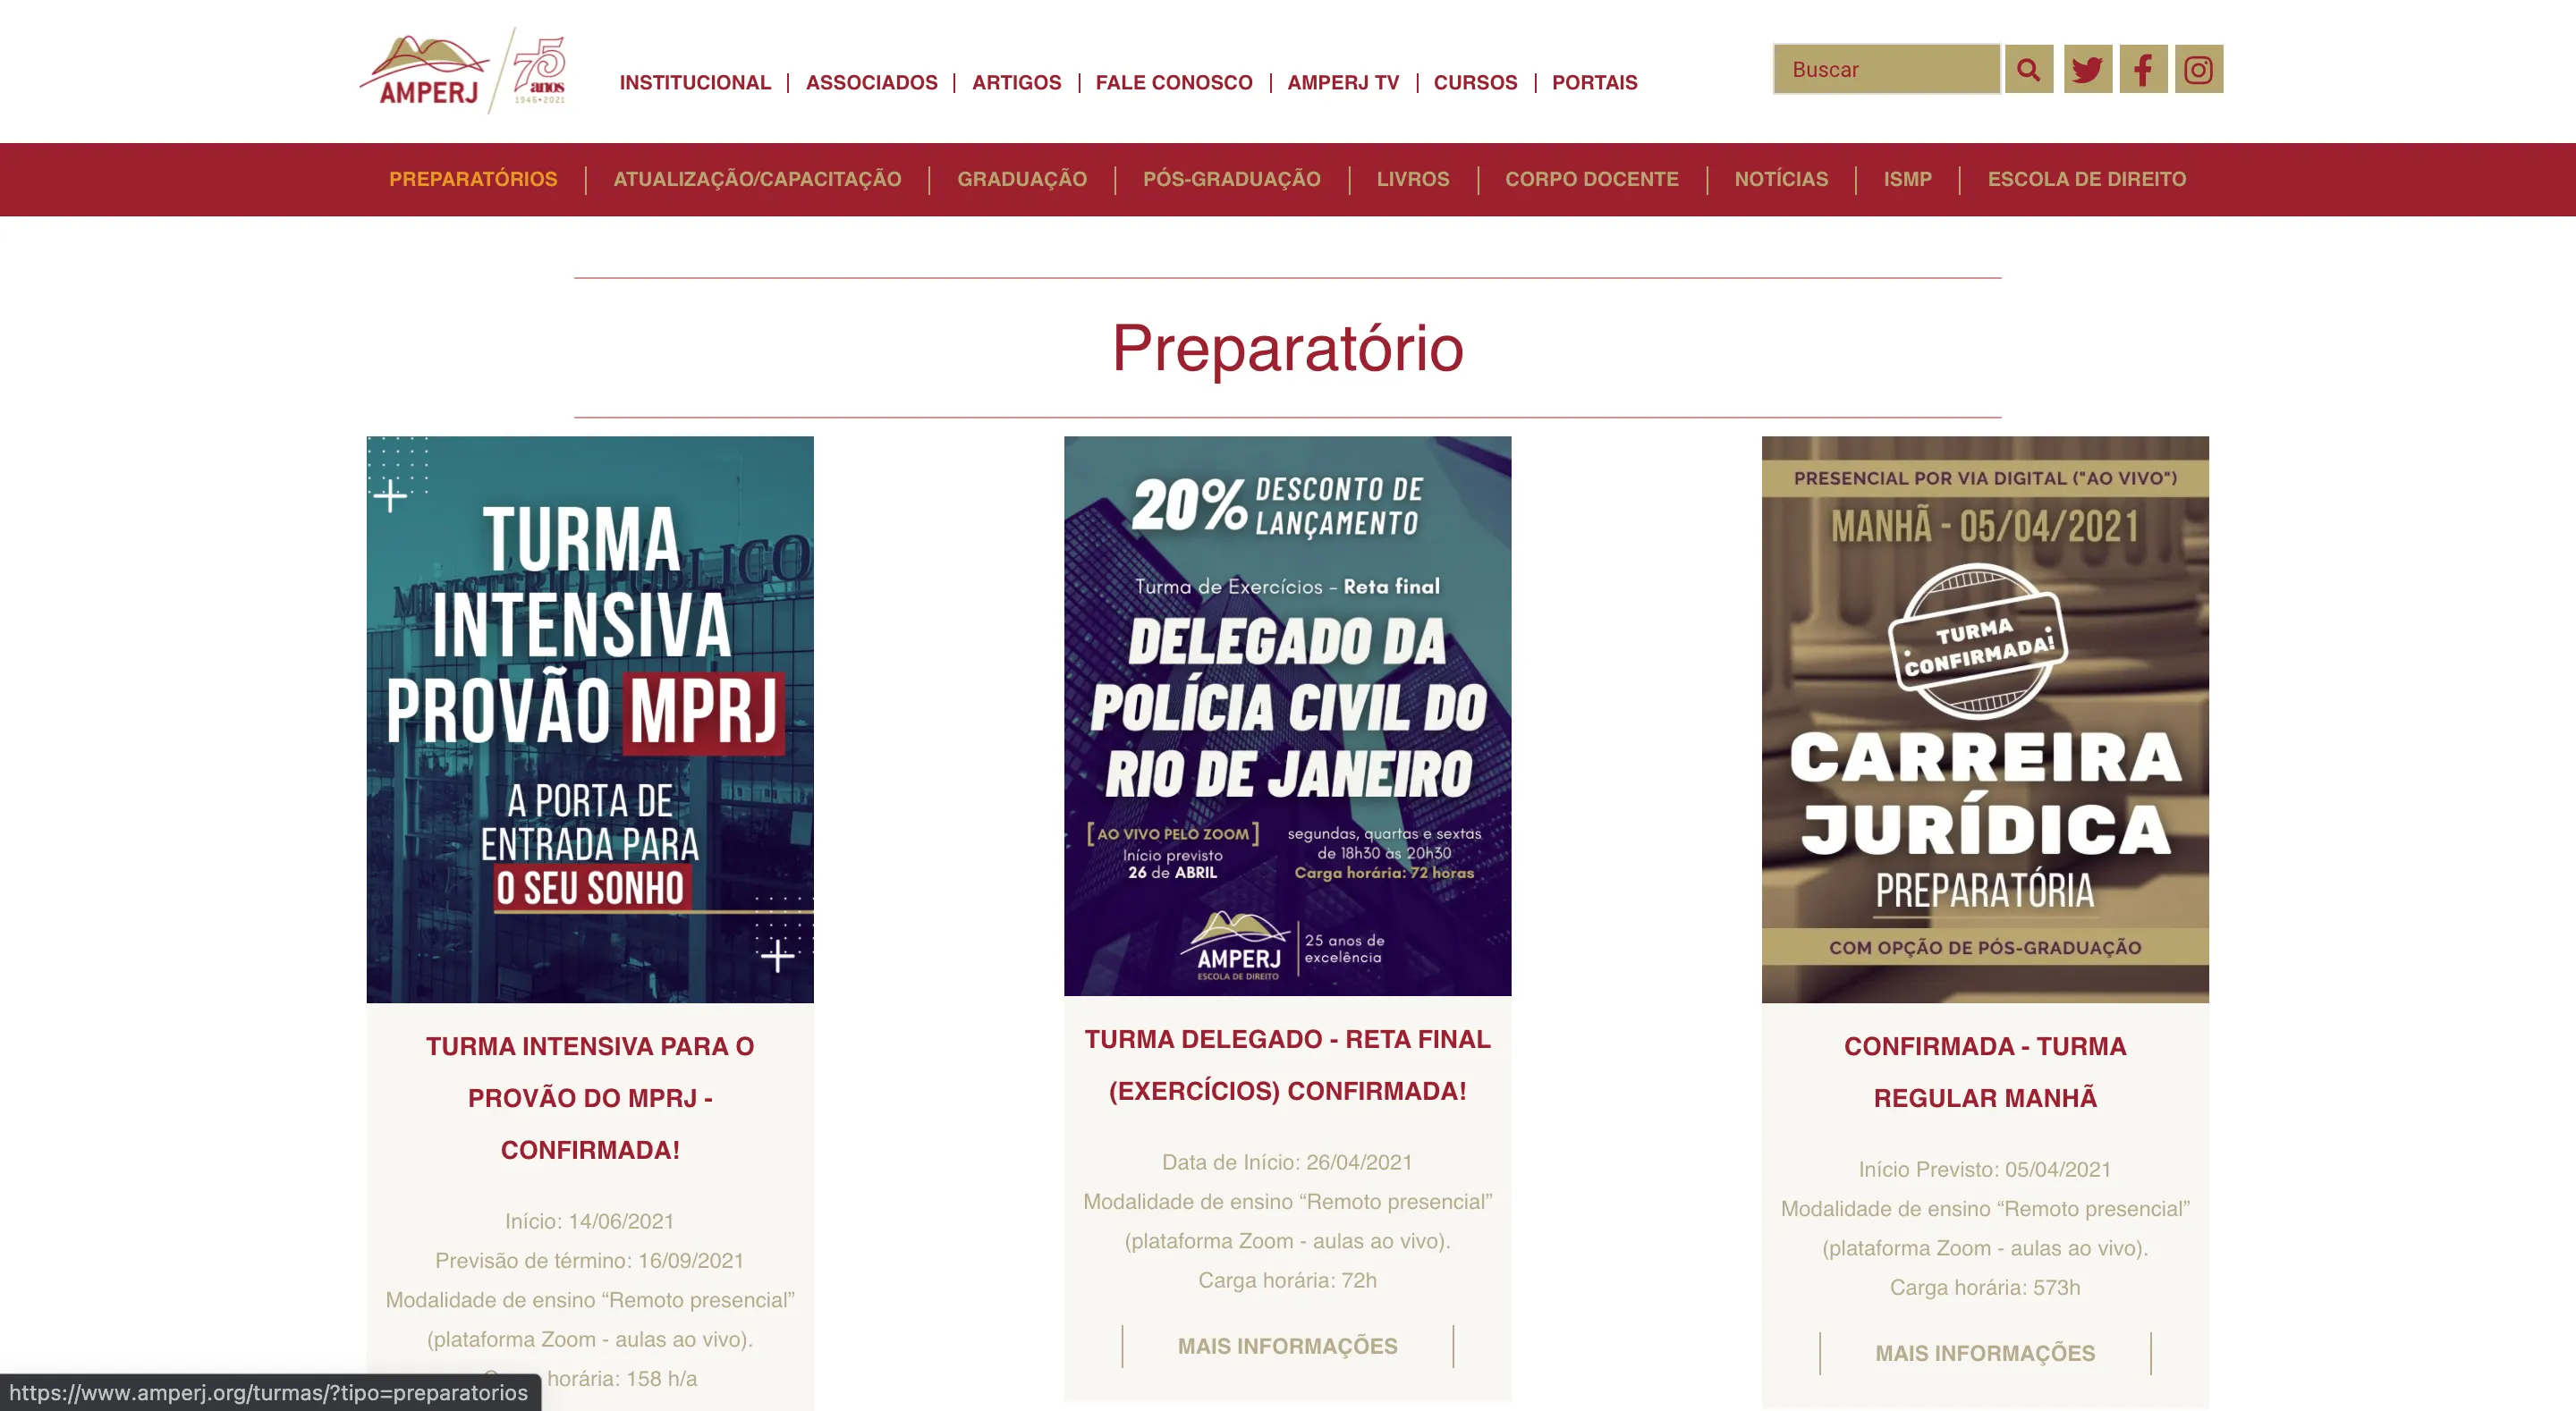 AMPERJ
75
anos
1946•2021
INSTITUCIONAL | ASSOCIADOS | ARTIGOS | FALE CONOSCO | AMPERJ TV | CURSOS | PORTAIS
Buscar
PREPARATÓRIOS | ATUALIZAÇÃO/CAPACITAÇÃO | GRADUAÇÃO | PÓS-GRADUAÇÃO | LIVROS | CORPO DOCENTE | NOTÍCIAS | ISMP | ESCOLA DE DIREITO
Preparatório
MINISTÉRIO PÚBLICO
TURMA
INTENSIVA
PROVÃO MPRJ
A PORTA DE
ENTRADA PARA
O SEU SONHO
TURMA INTENSIVA PARA O
PROVÃO DO MPRJ -
CONFIRMADA!
Início: 14/06/2021
Previsão de término: 16/09/2021
Modalidade de ensino “Remoto presencial”
(plataforma Zoom - aulas ao vivo).
horária: 158 h/a
20% DESCONTO DE
LANÇAMENTO
Turma de Exercícios - Reta final
DELEGADO DA
POLÍCIA CIVIL DO
RIO DE JANEIRO
[AO VIVO PELO ZOOM]
Início previsto
26 de ABRIL
segundas, quartas e sextas
de 18h30 às 20h30
Carga horária: 72 horas
AMPERJ
ESCOLA DE DIREITO
25 anos de
excelência
TURMA DELEGADO - RETA FINAL
(EXERCÍCIOS) CONFIRMADA!
Data de Início: 26/04/2021
Modalidade de ensino “Remoto presencial”
(plataforma Zoom - aulas ao vivo).
Carga horária: 72h
MAIS INFORMAÇÕES
PRESENCIAL POR VIA DIGITAL ("AO VIVO")
MANHÃ - 05/04/2021
TURMA
CONFIRMADA!
CARREIRA
JURÍDICA
PREPARATÓRIA
COM OPÇÃO DE PÓS-GRADUAÇÃO
CONFIRMADA - TURMA
REGULAR MANHÃ
Início Previsto: 05/04/2021
Modalidade de ensino “Remoto presencial”
(plataforma Zoom - aulas ao vivo).
Carga horária: 573h
MAIS INFORMAÇÕES
https://www.amperj.org/turmas/?tipo=preparatorios